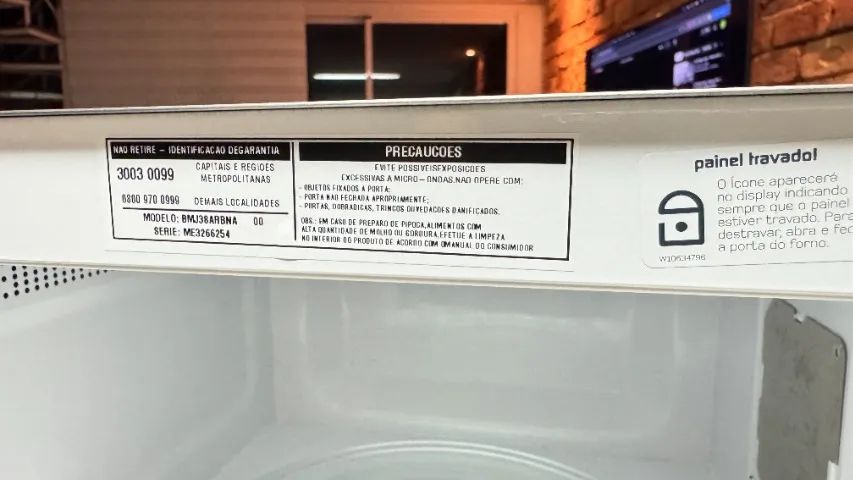 NAO RETIRE - IDENTIFICACAO DEGARANTIA
3003 0099
CAPITAIS E REGIOES
METROPOLITANAS
0800 970 0999 DEMAIS LOCALIDADES
MODELO: BMJ38ARBNA 00
SERIE: ME3266254
PRECAUCOES
EVITE POSSIVEISEXPOSICOES
EXCESSIVAS A MICRO-ONDAS.NAO OPERE COM:
- OBJETOS FIXADOS A PORTA;
- PORTA NAO FECHADA APROPRIAMENTE;
- PORTAS, DOBRADICAS, TRINCOS OUVEDACOES DANIFICADOS.
OBS.: EM CASO DE PREPARO DE PIPOCA,ALIMENTOS COM
ALTA QUANTIDADE DE MOLHO OU GORDURA,EFETUE A LIMPEZA
NO INTERIOR DO PRODUTO DE ACORDO COM OMANUAL DO CONSUMIDOR
painel travado!
O ícone aparecerá
no display indicando
sempre que o painel
estiver travado. Para
destravar, abra e fec
a porta do forno.
W10634796